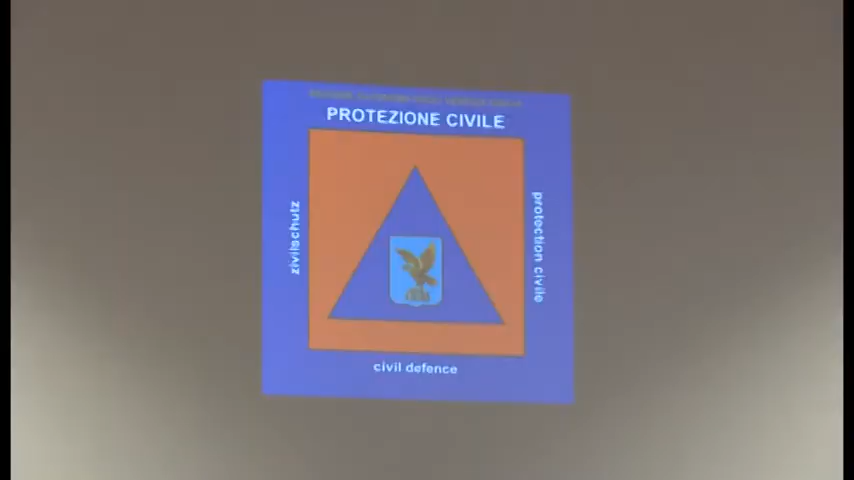 PROTEZIONE CIVILE
zivilschutz
protection civile
civil defence